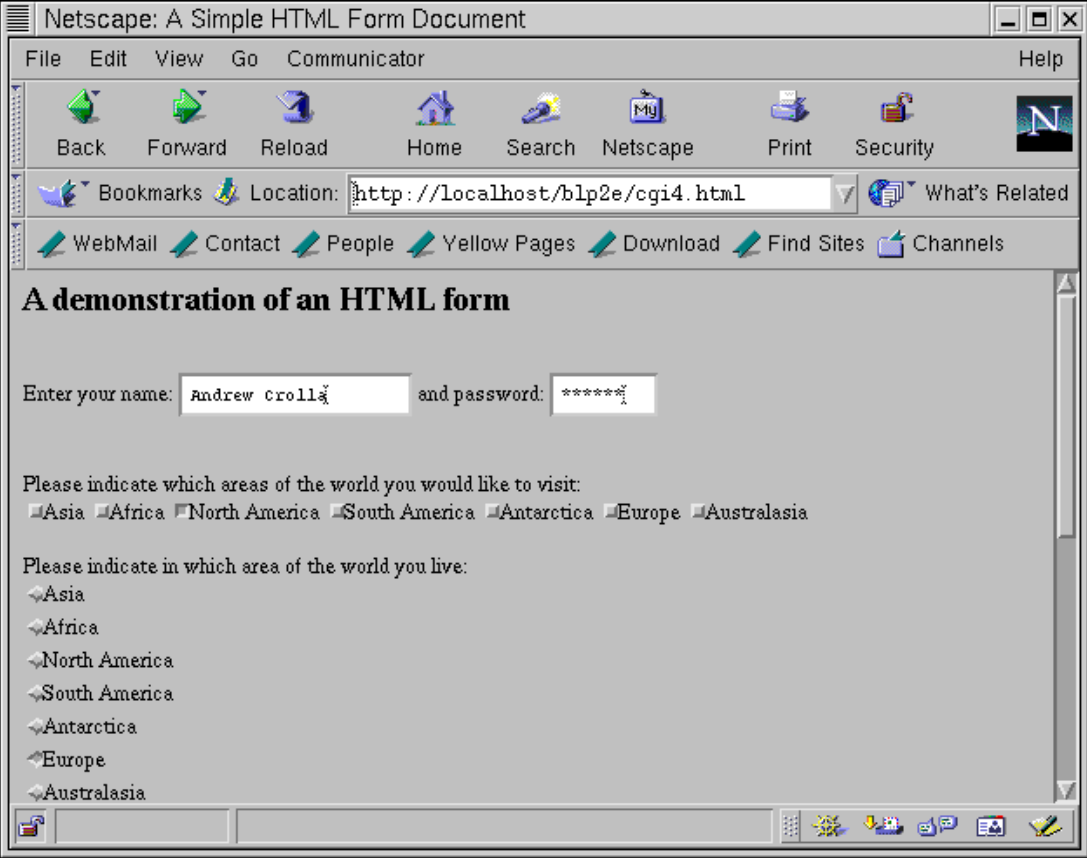 Netscape: A Simple HTML Form Document
File Edit View Go Communicator Help
Back Forward Reload Home Search Netscape Print Security
My
N
Bookmarks Location: http://localhost/blp2e/cgi4.html What's Related
WebMail Contact People Yellow Pages Download Find Sites Channels
A demonstration of an HTML form
Enter your name: Andrew Crolla and password: ******
Please indicate which areas of the world you would like to visit:
Asia Africa North America South America Antarctica Europe Australasia
Please indicate in which area of the world you live:
Asia
Africa
North America
South America
Antarctica
Europe
Australasia